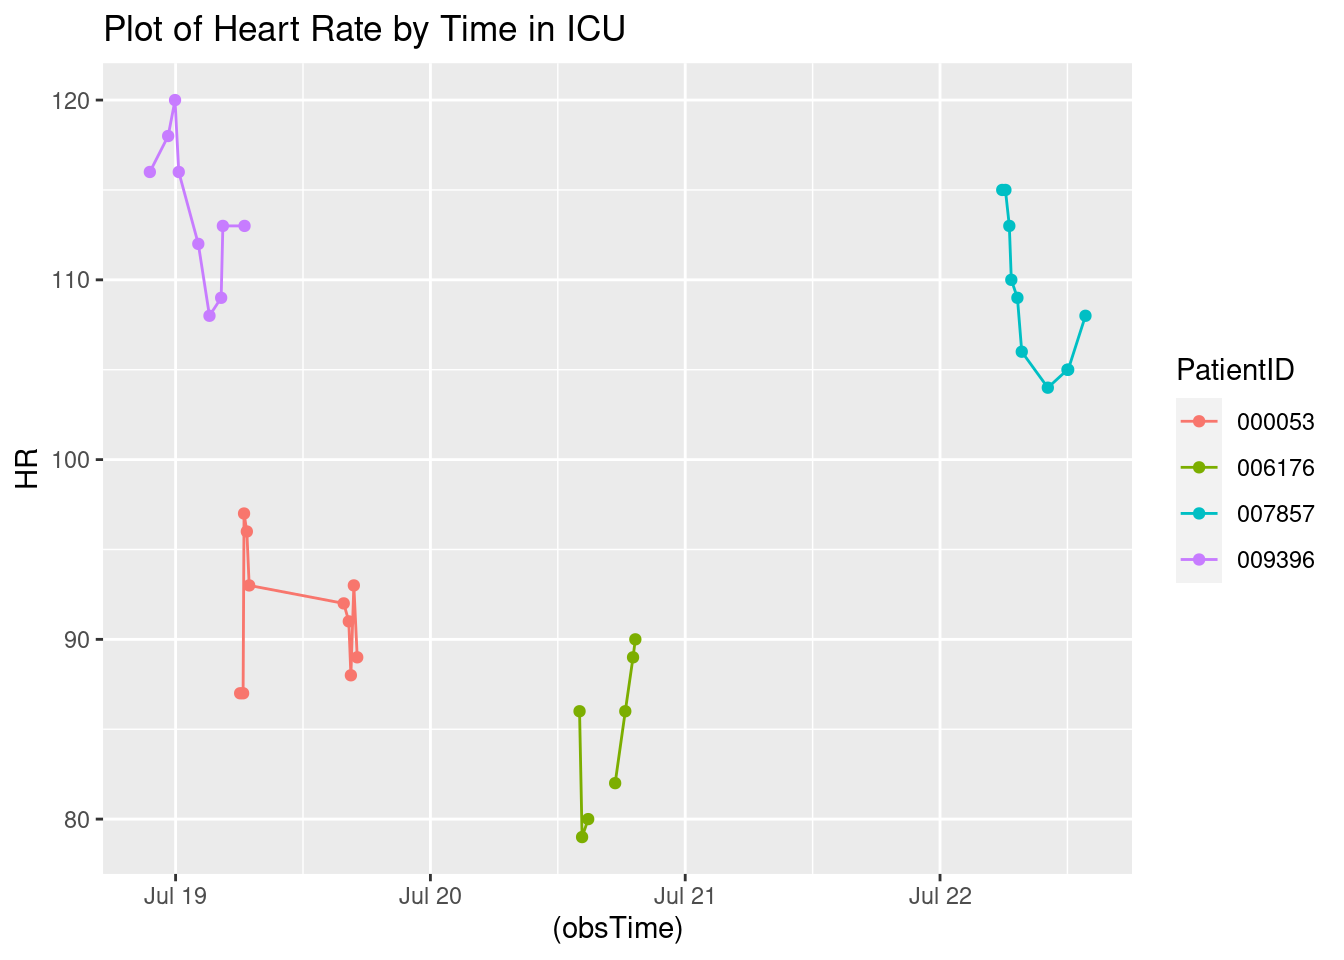 Plot of Heart Rate by Time in ICU
120
110
100
90
80
HR
Jul 19
Jul 20
Jul 21
Jul 22
(obsTime)
PatientID
000053
006176
007857
009396